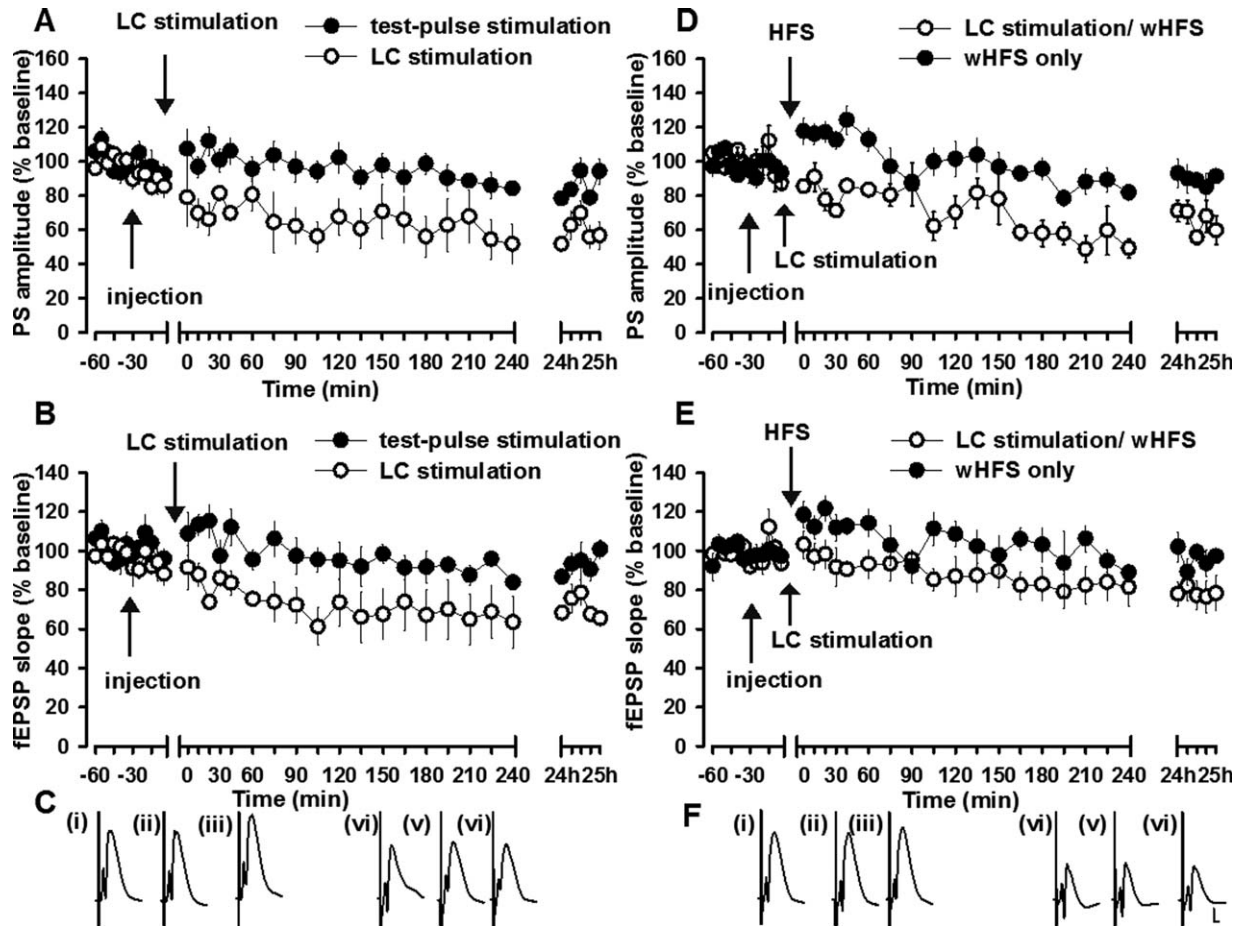 A
LC stimulation
test-pulse stimulation
LC stimulation
PS amplitude (% baseline)
160
140
120
100
80
60
40
20
0
injection
-60 -30 0 30 60 90 120 150 180 210 240 24h 25h
Time (min)
B
LC stimulation
test-pulse stimulation
LC stimulation
fEPSP slope (% baseline)
140
120
100
80
60
40
20
0
injection
-60 -30 0 30 60 90 120 150 180 210 240 24h 25h
Time (min)
C
(i) (ii) (iii) (vi) (v) (vi)
D
HFS
LC stimulation/ wHFS
wHFS only
PS amplitude (% baseline)
160
140
120
100
80
60
40
20
0
LC stimulation
injection
-60 -30 0 30 60 90 120 150 180 210 240 24h 25h
Time (min)
E
HFS
LC stimulation/ wHFS
wHFS only
fEPSP slope (% baseline)
140
120
100
80
60
40
20
0
LC stimulation
injection
-60 -30 0 30 60 90 120 150 180 210 240 24h 25h
Time (min)
F
(i) (ii) (iii) (vi) (v) (vi)